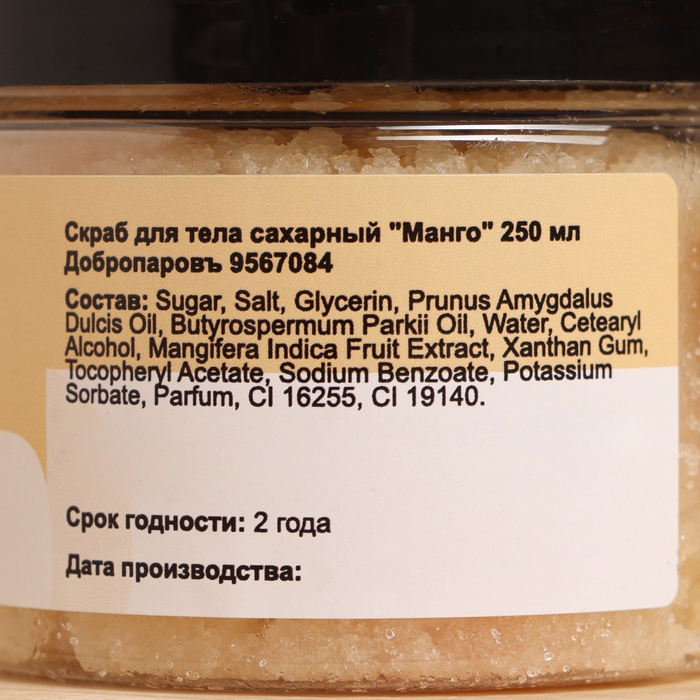 Скраб для тела сахарный "Манго" 250 мл
Добропаровъ 9567084
Состав: Sugar, Salt, Glycerin, Prunus Amygdalus
Dulcis Oil, Butyrospermum Parkii Oil, Water, Cetearyl
Alcohol, Mangifera Indica Fruit Extract, Xanthan Gum,
Tocopheryl Acetate, Sodium Benzoate, Potassium
Sorbate, Parfum, CI 16255, CI 19140.
Срок годности: 2 года
Дата производства: